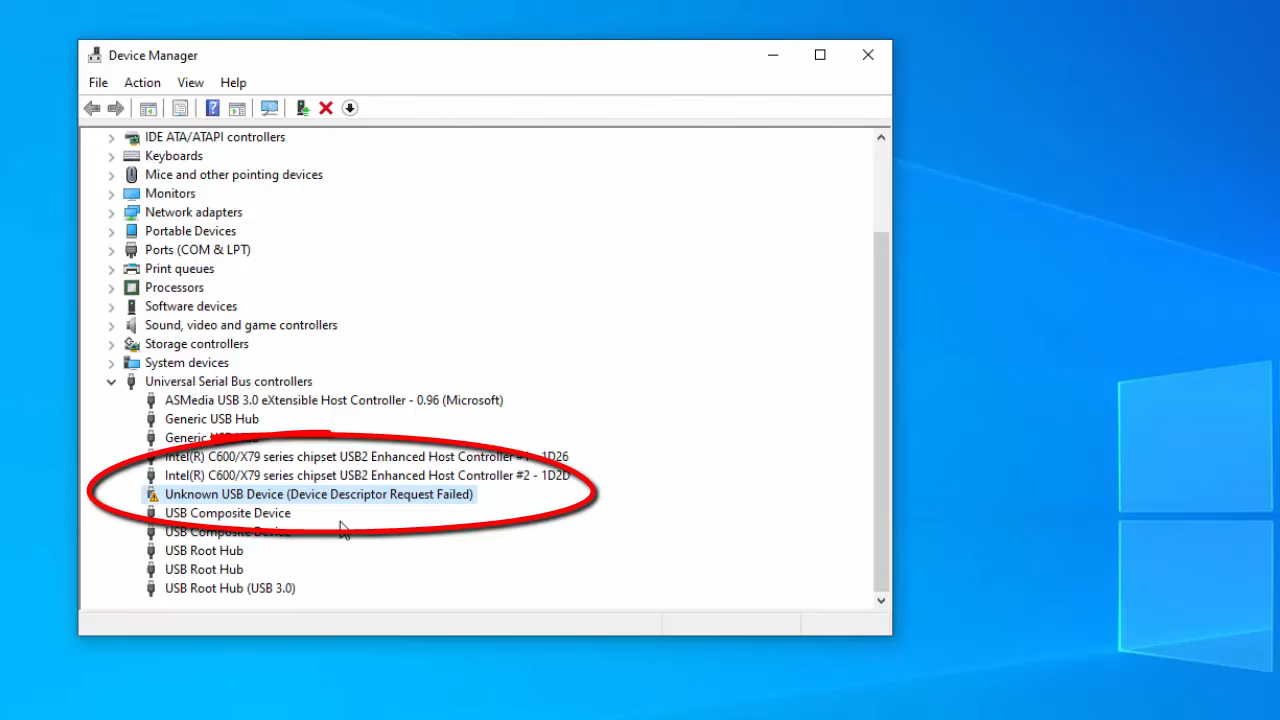 Device Manager
File Action View Help
IDE ATA/ATAPI controllers
Keyboards
Mice and other pointing devices
Monitors
Network adapters
Portable Devices
Ports (COM & LPT)
Print queues
Processors
Software devices
Sound, video and game controllers
Storage controllers
System devices
Universal Serial Bus controllers
ASMedia USB 3.0 eXtensible Host Controller - 0.96 (Microsoft)
Generic USB Hub
Generic USB Hub
Intel(R) C600/X79 series chipset USB2 Enhanced Host Controller #1 - 1D26
Intel(R) C600/X79 series chipset USB2 Enhanced Host Controller #2 - 1D2D
Unknown USB Device (Device Descriptor Request Failed)
USB Composite Device
USB Composite Device
USB Root Hub
USB Root Hub
USB Root Hub (USB 3.0)